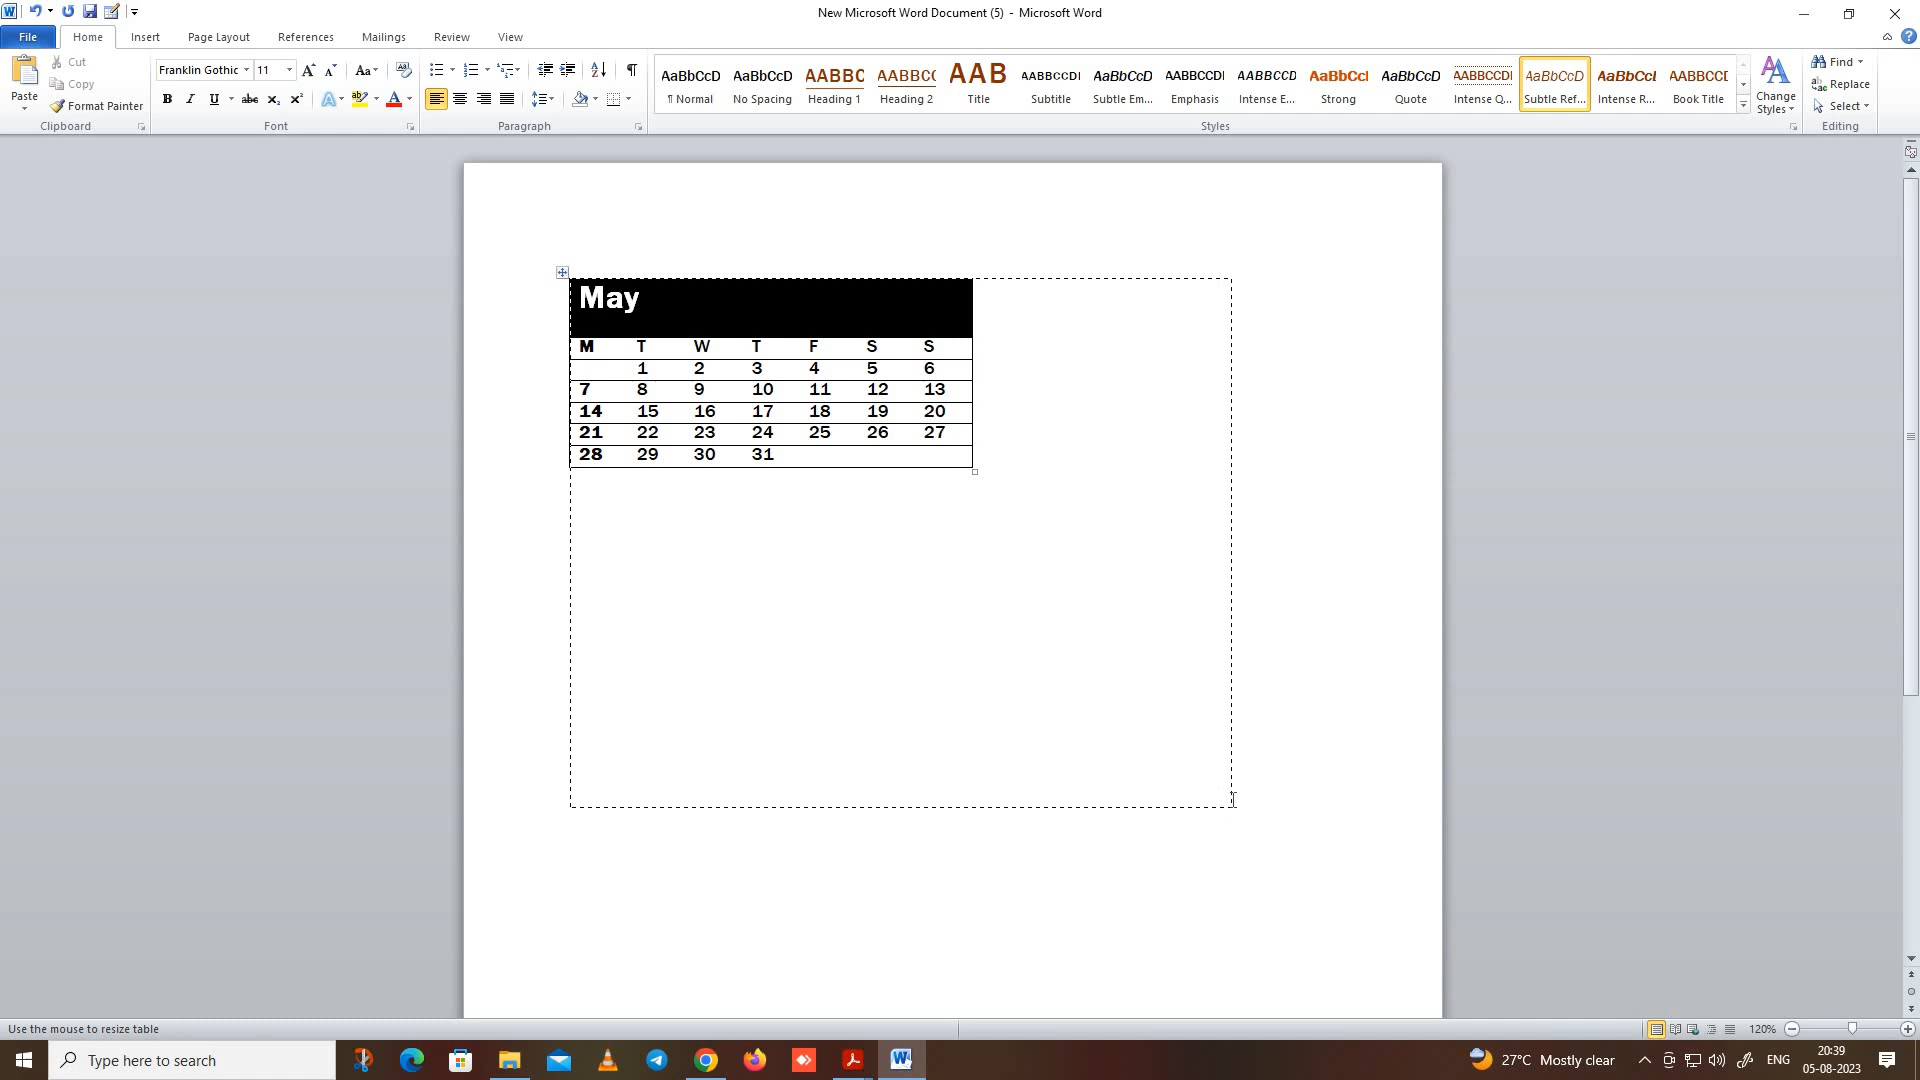 New Microsoft Word Document (5) - Microsoft Word
File Home Insert Page Layout References Mailings Review View
Paste
Cut
Copy
Format Painter
Clipboard
Franklin Gothic 11
Font
Paragraph
AaBbCcD AaBbCcD AABBC AABBCC AAB AABBCCDI AaBbCcD AABBCCDI AABBCCD AaBbCcI AaBbCcD AABBCCDI AaBbCcD AaBbCcI AABBCCI
¶ Normal No Spacing Heading 1 Heading 2 Title Subtitle Subtle Em... Emphasis Intense E... Strong Quote Intense Q... Subtle Ref... Intense R... Book Title
Styles
Change
Styles
Find
Replace
Select
Editing
May
M T W T F S S
1 2 3 4 5 6
7 8 9 10 11 12 13
14 15 16 17 18 19 20
21 22 23 24 25 26 27
28 29 30 31
Use the mouse to resize table
120%
Type here to search
27°C Mostly clear
ENG
20:39
05-08-2023